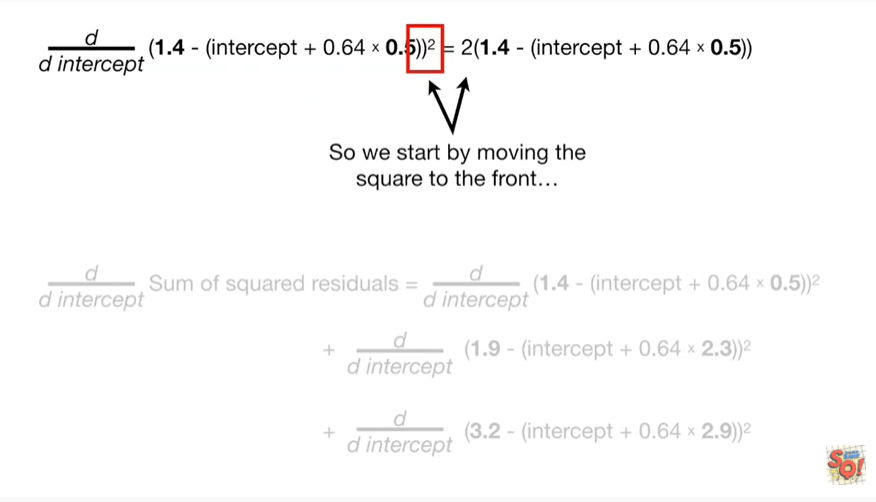 d
d intercept (1.4 - (intercept + 0.64 × 0.5))² = 2(1.4 - (intercept + 0.64 × 0.5))
So we start by moving the
square to the front…
d
d intercept Sum of squared residuals = d
d intercept (1.4 - (intercept + 0.64 × 0.5))²
+ d
d intercept (1.9 - (intercept + 0.64 × 2.3))²
+ d
d intercept (3.2 - (intercept + 0.64 × 2.9))²
SQ!